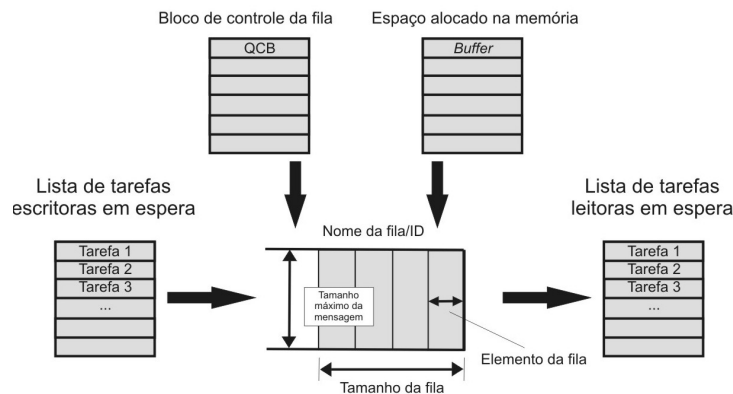 Bloco de controle da fila
Espaço alocado na memória
QCB
Buffer
Lista de tarefas
escritoras em espera
Tarefa 1
Tarefa 2
Tarefa 3
...
Nome da fila/ID
Tamanho
máximo da
mensagem
Elemento da fila
Tamanho da fila
Lista de tarefas
leitoras em espera
Tarefa 1
Tarefa 2
Tarefa 3
...